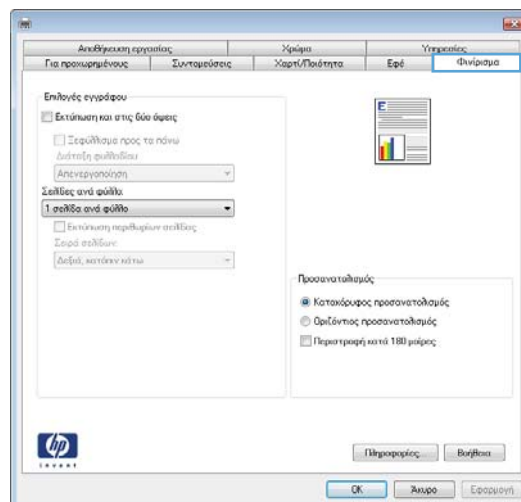 Αποθήκευση εργασίας Χρώμα Υπηρεσίες
Για προχωρημένους Συντομεύσεις Χαρτί/Ποιότητα Εφέ Φινίρισμα
Επιλογές εγγράφου
Εκτύπωση και στις δύο όψεις
Ξεφύλλισμα προς τα πάνω
Διάταξη φυλλαδίου
Απενεργοποίηση
Σελίδες ανά φύλλο
1 σελίδα ανά φύλλο
Εκτύπωση περιθωρίων σελίδας
Σειρά σελίδων:
Δεξιά, κατόπιν κάτω
E
Προσανατολισμός
Κατακόρυφος προσανατολισμός
Οριζόντιος προσανατολισμός
Περιστροφή κατά 180 μοίρες
hp
invent
Πληροφορίες... Βοήθεια
OK Άκυρο Εφαρμογή